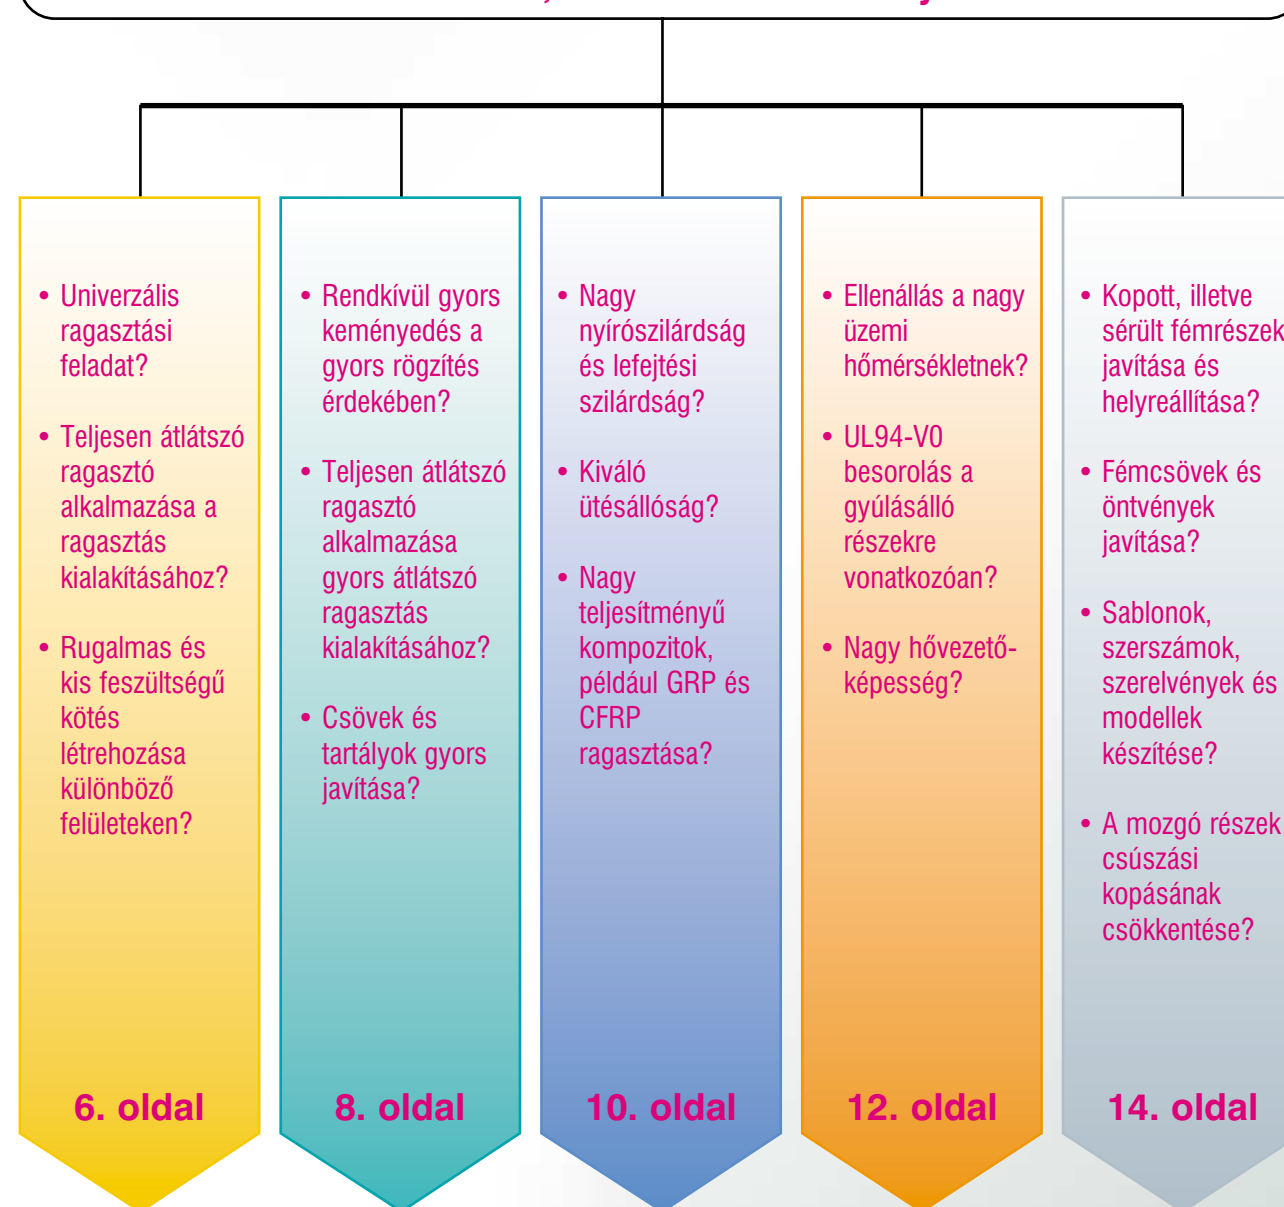 • Univerzális
ragasztási
feladat?
• Teljesen átlátszó
ragasztó
alkalmazása a
ragasztás
kialakításához?
• Rugalmas és
kis feszültségű
kötés
létrehozása
különböző
felületeken?
6. oldal
• Rendkívül gyors
keményedés a
gyors rögzítés
érdekében?
• Teljesen átlátszó
ragasztó
alkalmazása
gyors átlátszó
ragasztás
kialakításához?
• Csövek és
tartályok gyors
javítása?
8. oldal
• Nagy
nyírószilárdság
és lefejtési
szilárdság?
• Kiváló
ütésállóság?
• Nagy
teljesítményű
kompozitok,
például GRP és
CFRP
ragasztása?
10. oldal
• Ellenállás a nagy
üzemi
hőmérsékletnek?
• UL94-V0
besorolás a
gyúlásálló
részekre
vonatkozóan?
• Nagy hővezető-
képesség?
12. oldal
• Kopott, illetve
sérült fémrészek
javítása és
helyreállítása?
• Fémcsövek és
öntvények
javítása?
• Sablonok,
szerszámok,
szerelvények és
modellek
készítése?
• A mozgó részek
csúszási
kopásának
csökkentése?
14. oldal